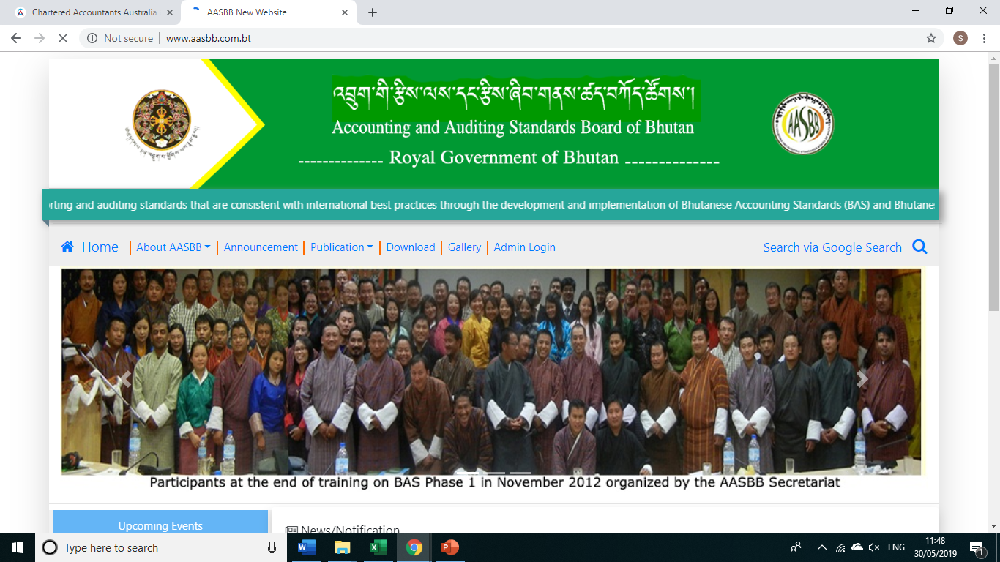 Chartered Accountants Australia
AASBB New Website
Not secure
www.aasbb.com.bt
S
འབྲུག་གི་རྩིས་ལས་དང་རྩིས་ཞིབ་གནས་ཚད་བཀོད་ཚོགས།
Accounting and Auditing Standards Board of Bhutan
-------------- Royal Government of Bhutan --------------
AASBB
orting and auditing standards that are consistent with international best practices through the development and implementation of Bhutanese Accounting Standards (BAS) and Bhutane
Home
About AASBB
Announcement
Publication
Download
Gallery
Admin Login
Search via Google Search
Participants at the end of training on BAS Phase 1 in November 2012 organized by the AASBB Secretariat
Upcoming Events
News/Notification
Type here to search
ENG
11:48
30/05/2019
1